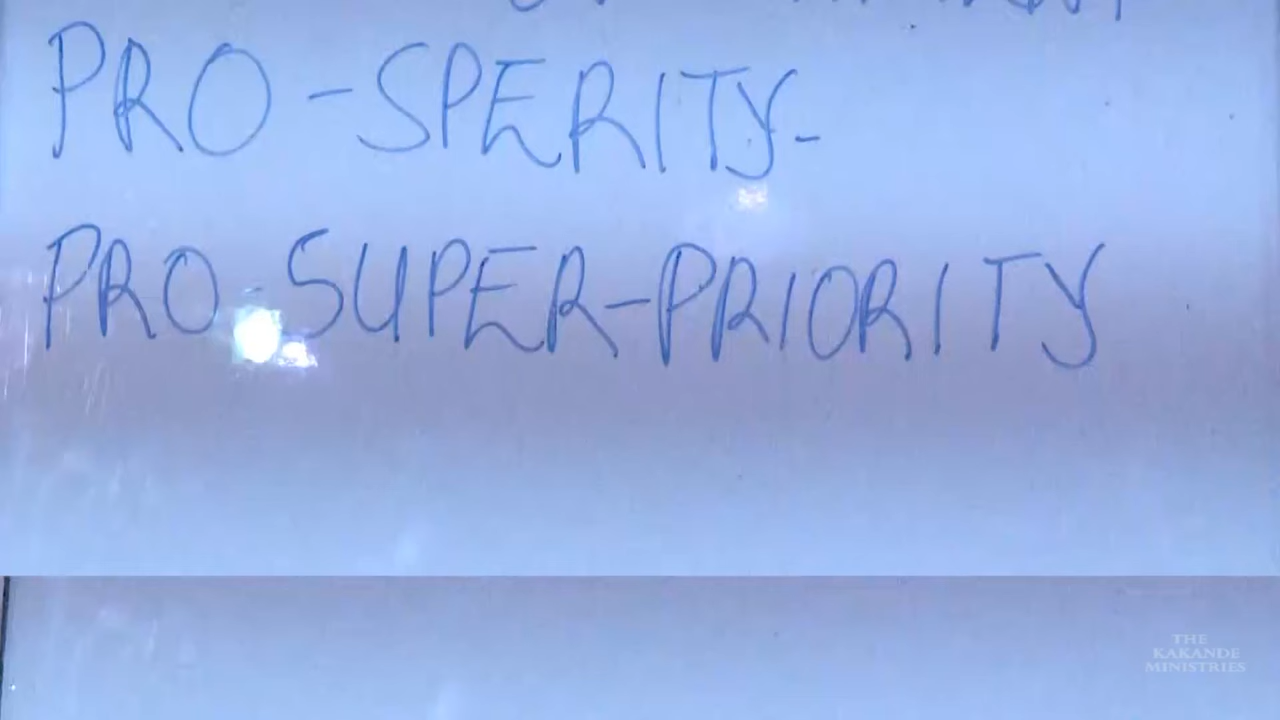 PRO-SPERITY-
PRO-SUPER-PRIORITY
THE
KAKANDE
MINISTRIES